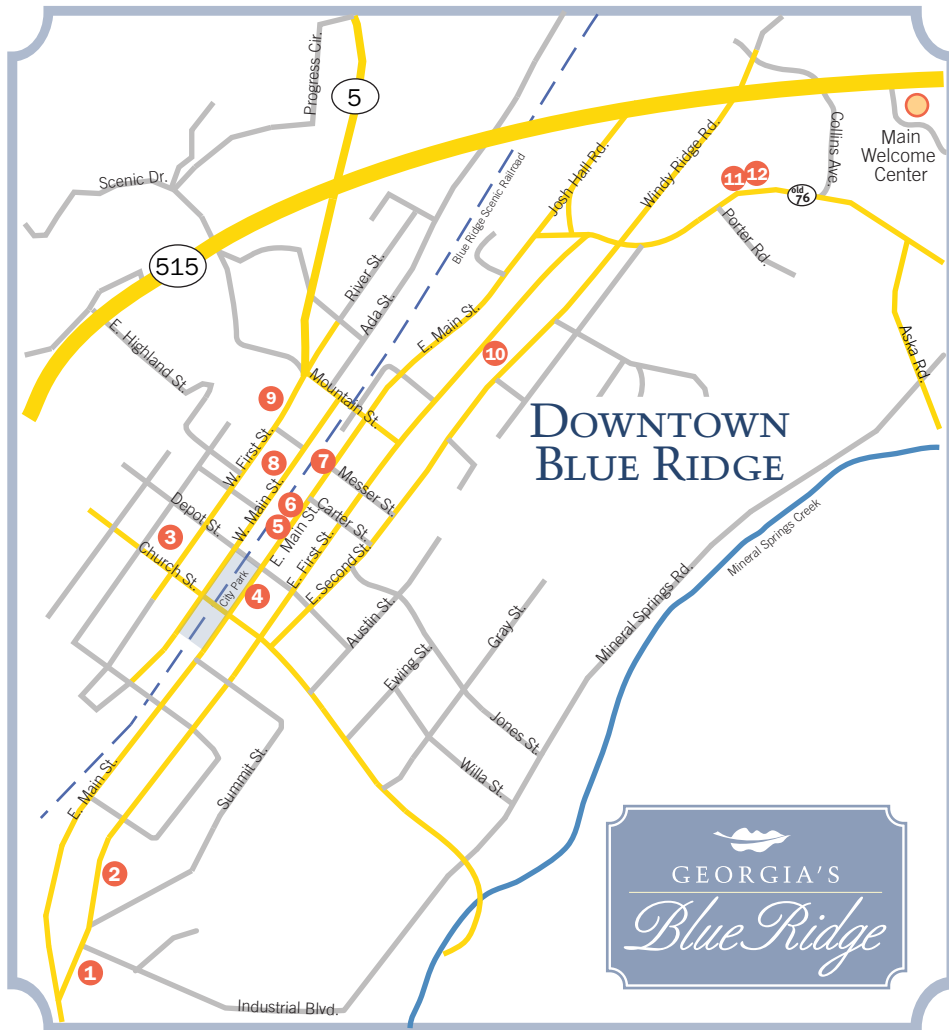 Progress Cir.
5
Scenic Dr.
515
Blue Ridge Scenic Railroad
Josh Hall Rd.
Windy Ridge Rd.
11
12
old
76
Collins Ave.
Main
Welcome
Center
Porter Rd.
River St.
Ada St.
E. Main St.
E. Highland St.
10
Aska Rd.
9
Mountain St.
DOWNTOWN
BLUE RIDGE
W. First St.
8
7
Messer St.
W. Main St.
Depot St.
6
5
E. Main St.
Carter St.
3
Church St.
E. First St.
E.Second St.
City Park
4
Austin St.
Gray St.
Ewing St.
Mineral Springs Rd.
Mineral Springs Creek
Jones St.
Willa St.
E. Main St.
Summit St.
2
1
Industrial Blvd.
GEORGIA'S
Blue Ridge